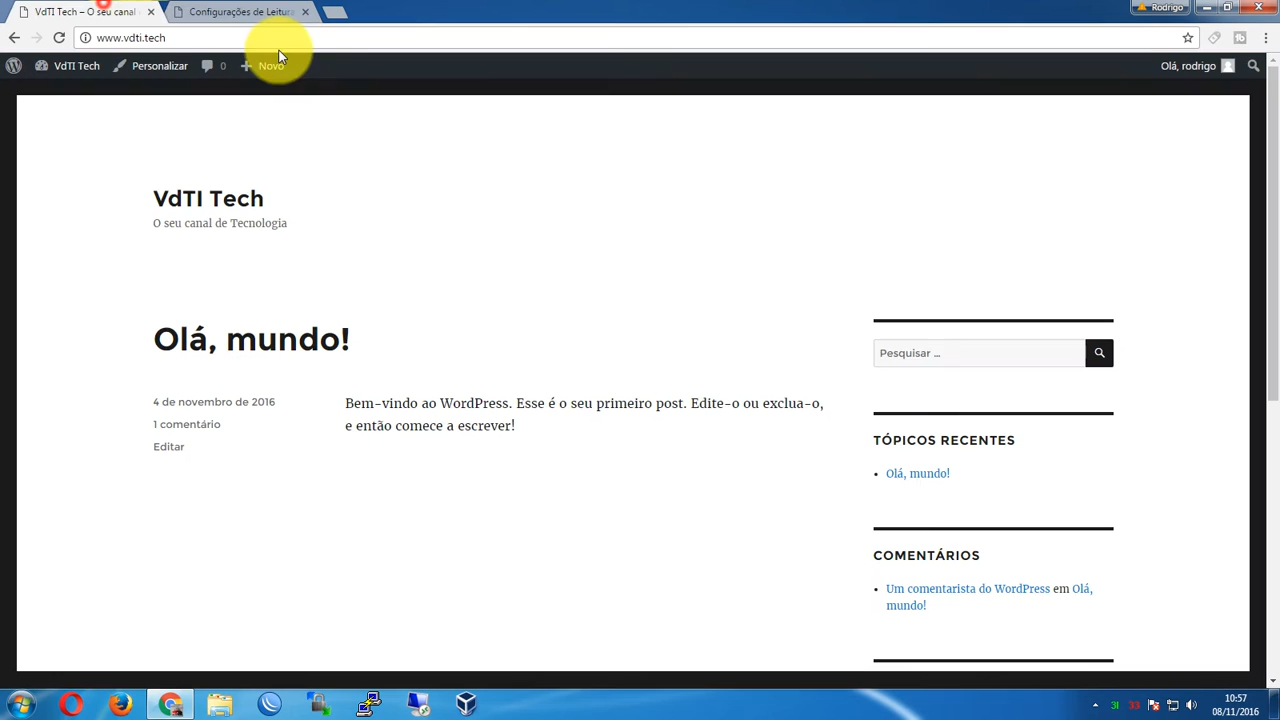 VdTI Tech – O seu canal
Configurações de Leitura
Rodrigo
www.vdti.tech
VdTI Tech
Personalizar
0
Novo
Olá, rodrigo
VdTI Tech
O seu canal de Tecnologia
Olá, mundo!
4 de novembro de 2016
1 comentário
Editar
Bem-vindo ao WordPress. Esse é o seu primeiro post. Edite-o ou exclua-o,
e então comece a escrever!
Pesquisar …
TÓPICOS RECENTES
Olá, mundo!
COMENTÁRIOS
Um comentarista do WordPress em Olá,
mundo!
31
33
10:57
08/11/2016